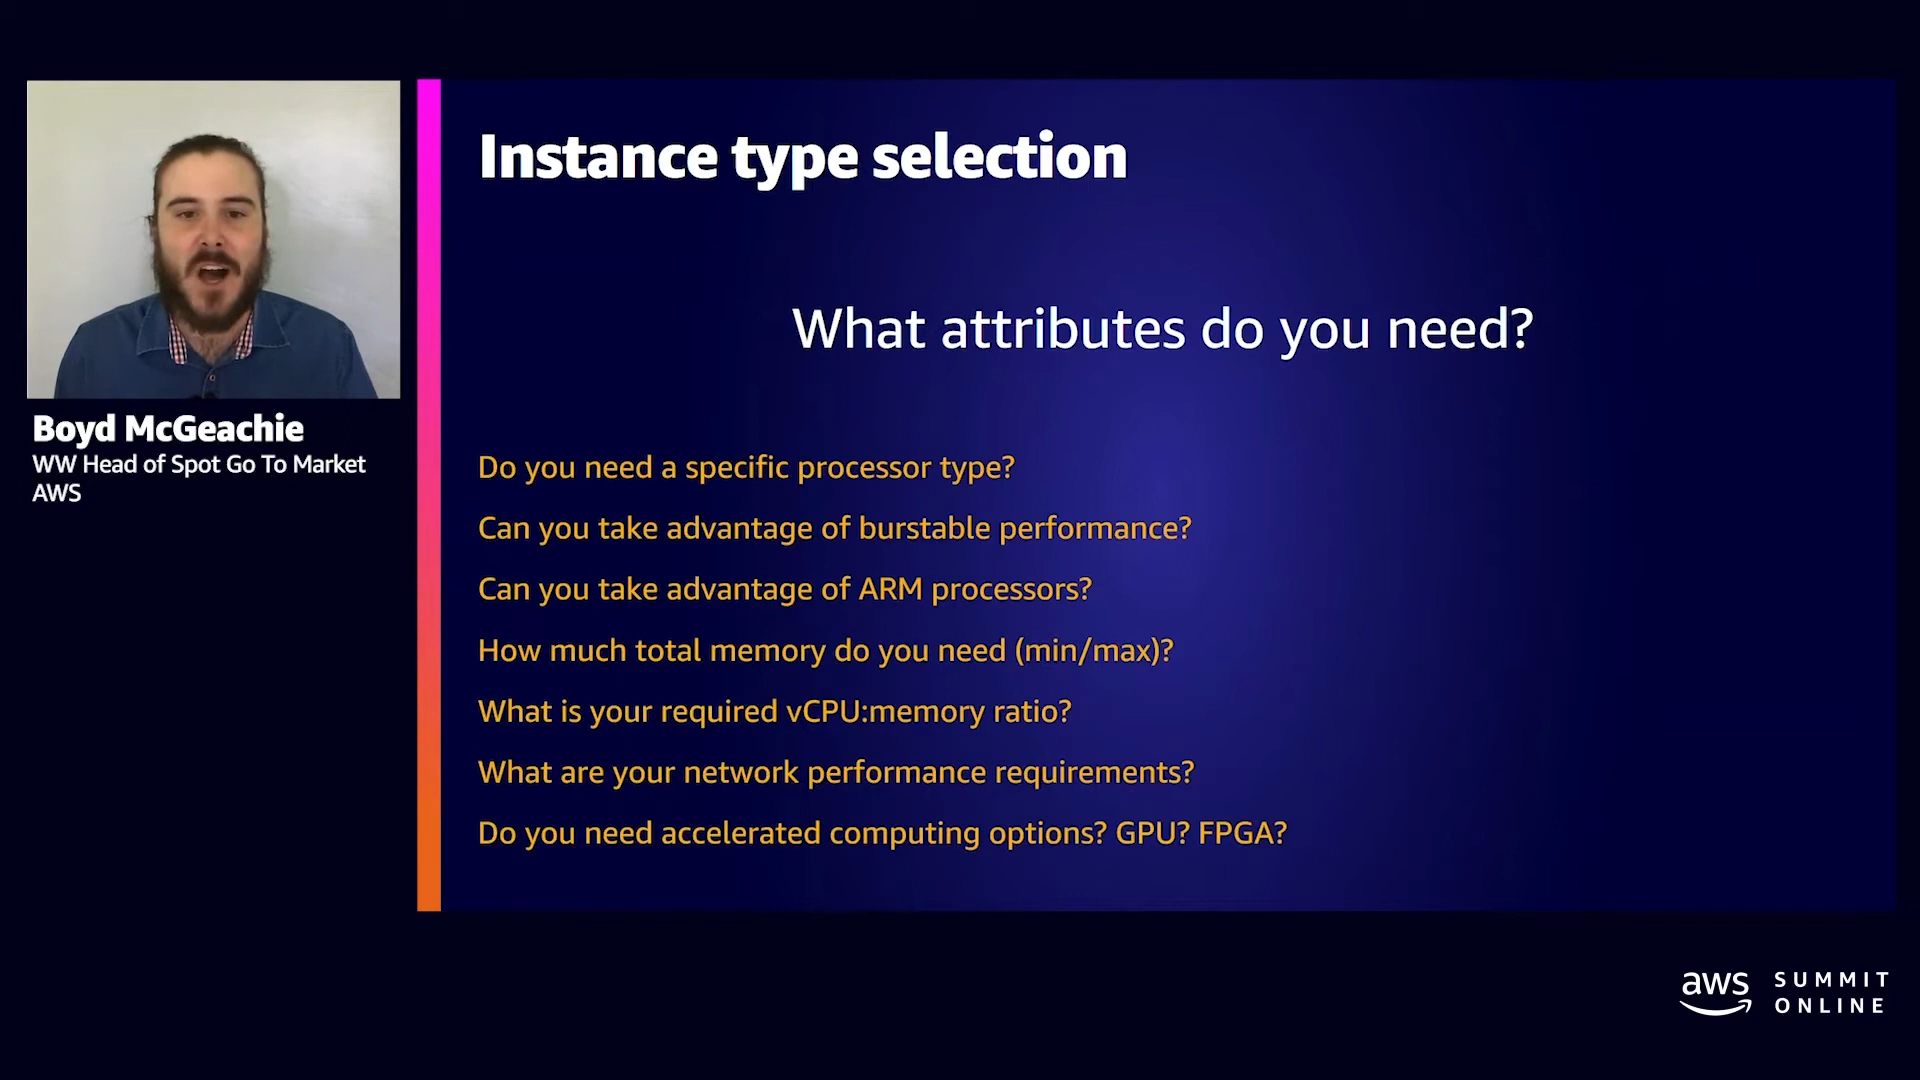 Boyd McGeachie
WW Head of Spot Go To Market
AWS
Instance type selection
What attributes do you need?
Do you need a specific processor type?
Can you take advantage of burstable performance?
Can you take advantage of ARM processors?
How much total memory do you need (min/max)?
What is your required vCPU:memory ratio?
What are your network performance requirements?
Do you need accelerated computing options? GPU? FPGA?
aws
SUMMIT
ONLINE